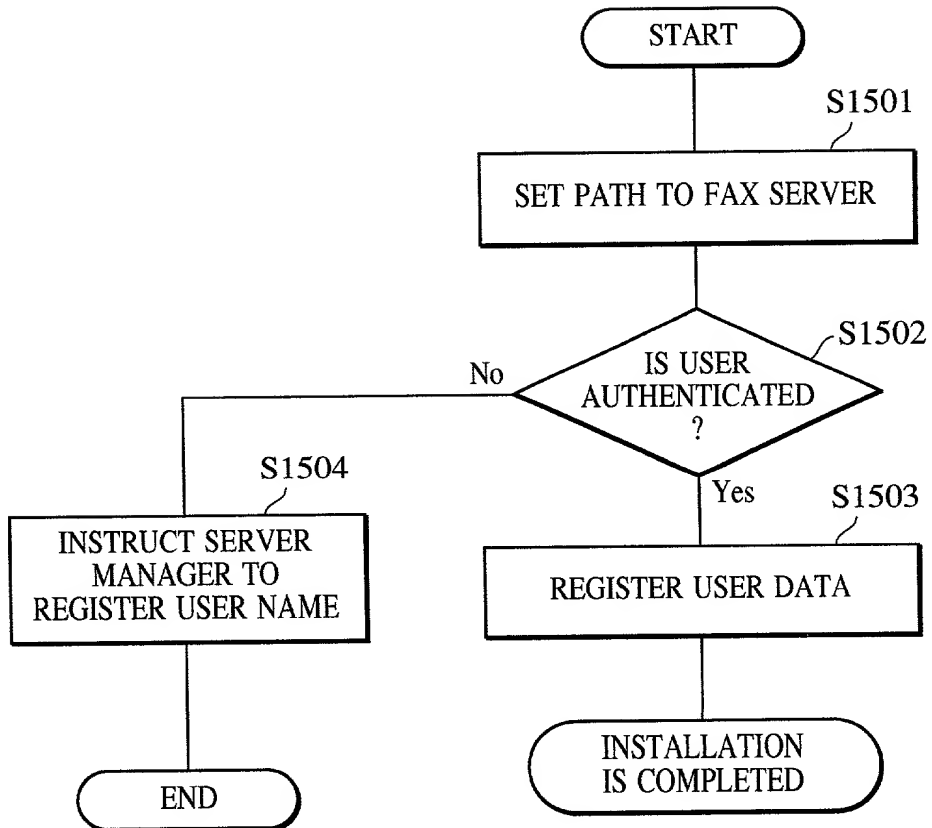 START
S1501
SET PATH TO FAX SERVER
S1502
IS USER
AUTHENTICATED
?
No
Yes
S1504
INSTRUCT SERVER
MANAGER TO
REGISTER USER NAME
S1503
REGISTER USER DATA
END
INSTALLATION
IS COMPLETED